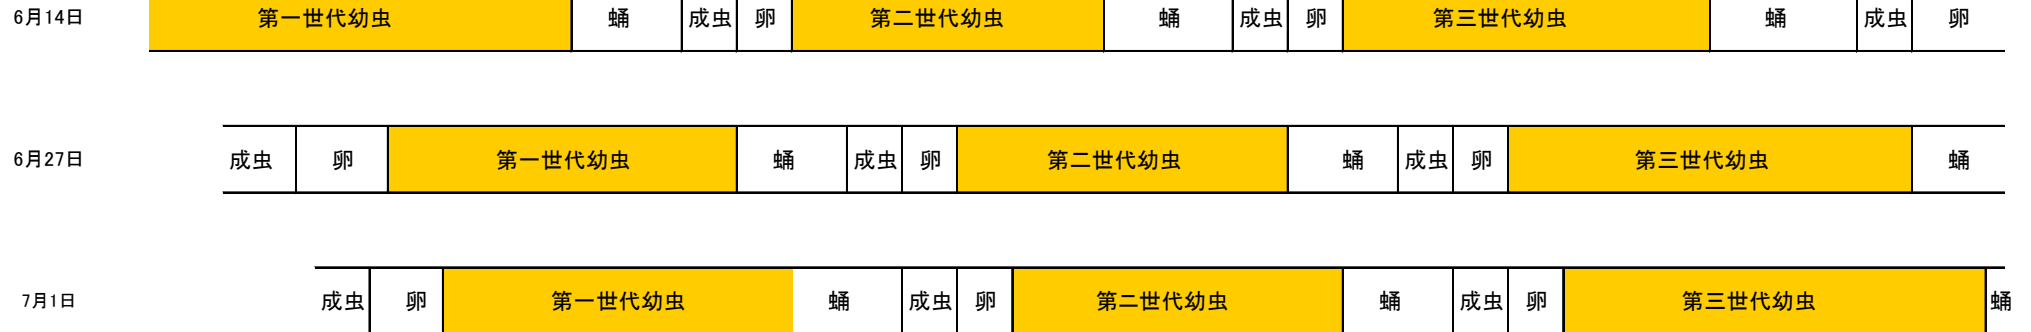 6月14日 第一世代幼虫 蛹 成虫 卵 第二世代幼虫 蛹 成虫 卵 第三世代幼虫 蛹 成虫 卵
6月27日 成虫 卵 第一世代幼虫 蛹 成虫 卵 第二世代幼虫 蛹 成虫 卵 第三世代幼虫 蛹
7月1日 成虫 卵 第一世代幼虫 蛹 成虫 卵 第二世代幼虫 蛹 成虫 卵 第三世代幼虫 蛹